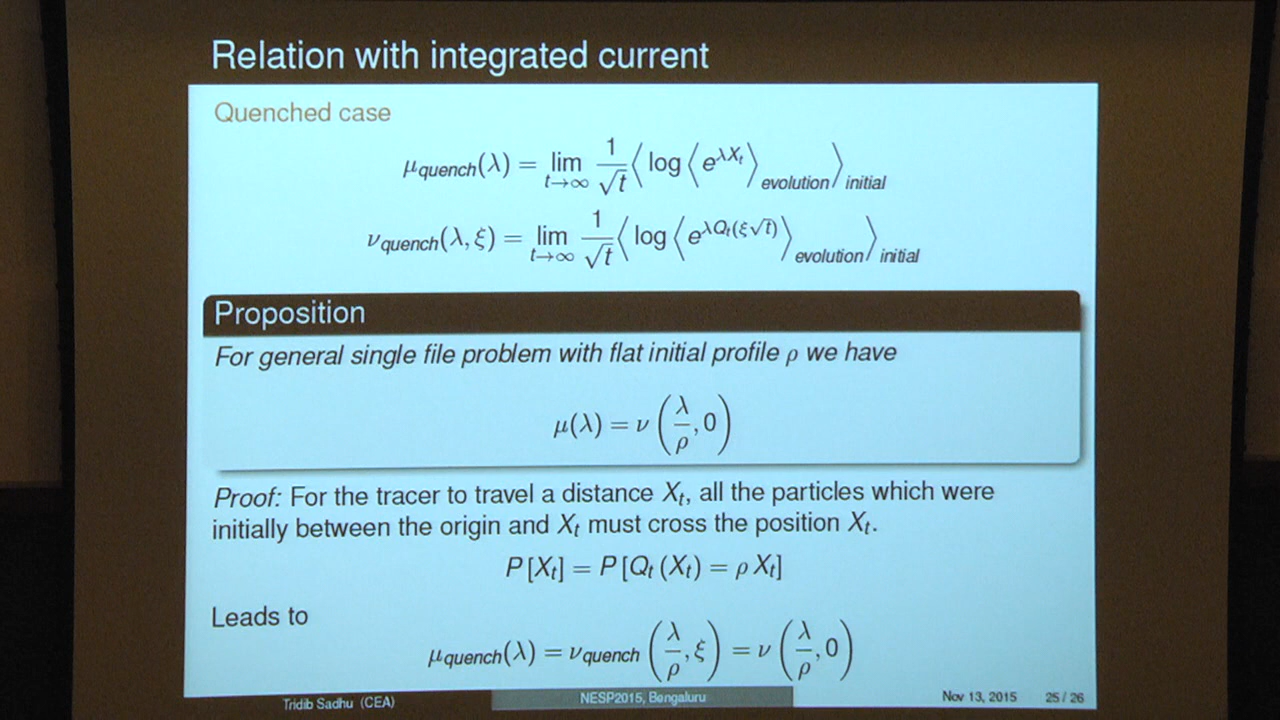 Relation with integrated current
Quenched case
μ_quench(λ) = lim_{t→∞} 1/√t ⟨ log ⟨ e^{λX_t} ⟩_evolution ⟩_initial
ν_quench(λ, ξ) = lim_{t→∞} 1/√t ⟨ log ⟨ e^{λQ_t(ξ√t)} ⟩_evolution ⟩_initial
Proposition
For general single file problem with flat initial profile ρ we have
μ(λ) = ν (λ/ρ, 0)
Proof: For the tracer to travel a distance X_t, all the particles which were
initially between the origin and X_t must cross the position X_t.
P [X_t] = P [Q_t (X_t) = ρ X_t]
Leads to
μ_quench(λ) = ν_quench (λ/ρ, ξ) = ν (λ/ρ, 0)
Tridib Sadhu (CEA) NESP2015, Bengaluru Nov 13, 2015 25 / 26